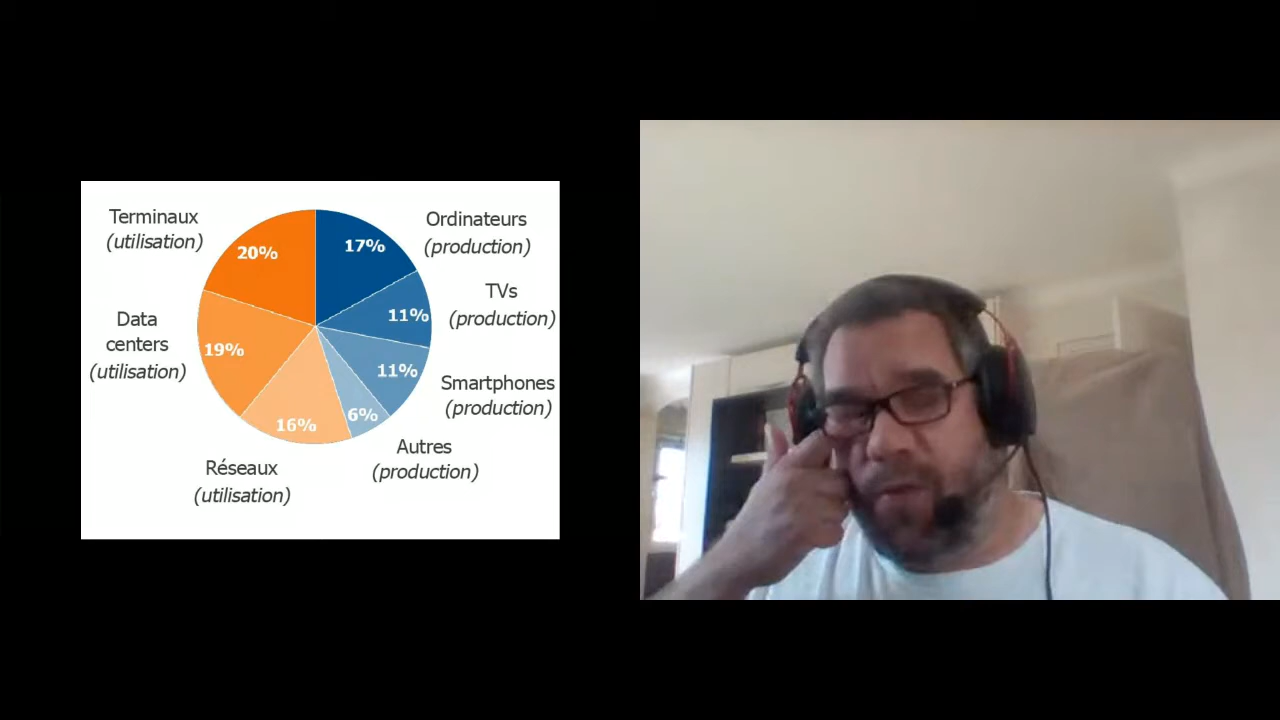 Terminaux
(utilisation)
20%
17%
Ordinateurs
(production)
TVs
(production)
11%
Data
centers
(utilisation)
19%
11%
Smartphones
(production)
6%
16%
Autres
(production)
Réseaux
(utilisation)